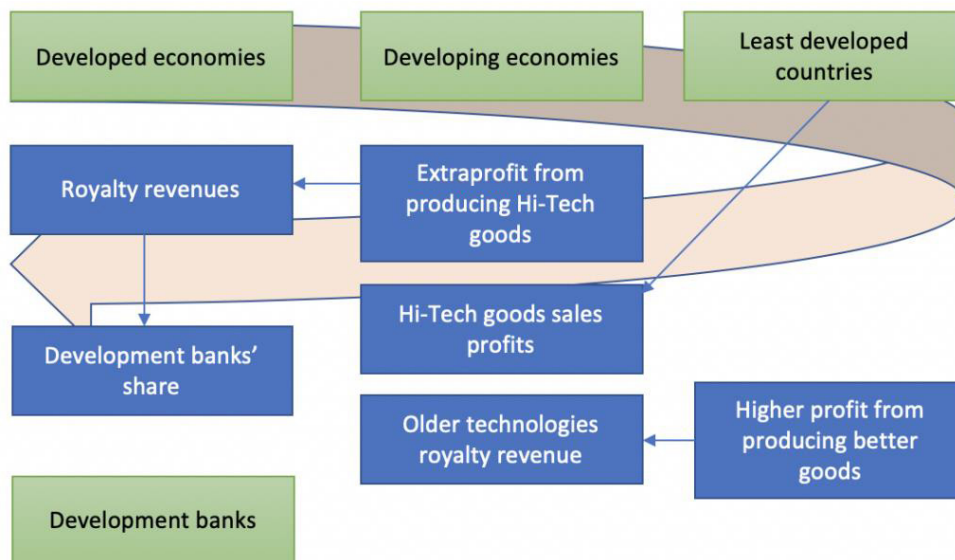 Developed economies
Developing economies
Least developed
countries
Royalty revenues
Extraprofit from
producing Hi-Tech
goods
Hi-Tech goods sales
profits
Development banks’
share
Older technologies
royalty revenue
Higher profit from
producing better
goods
Development banks